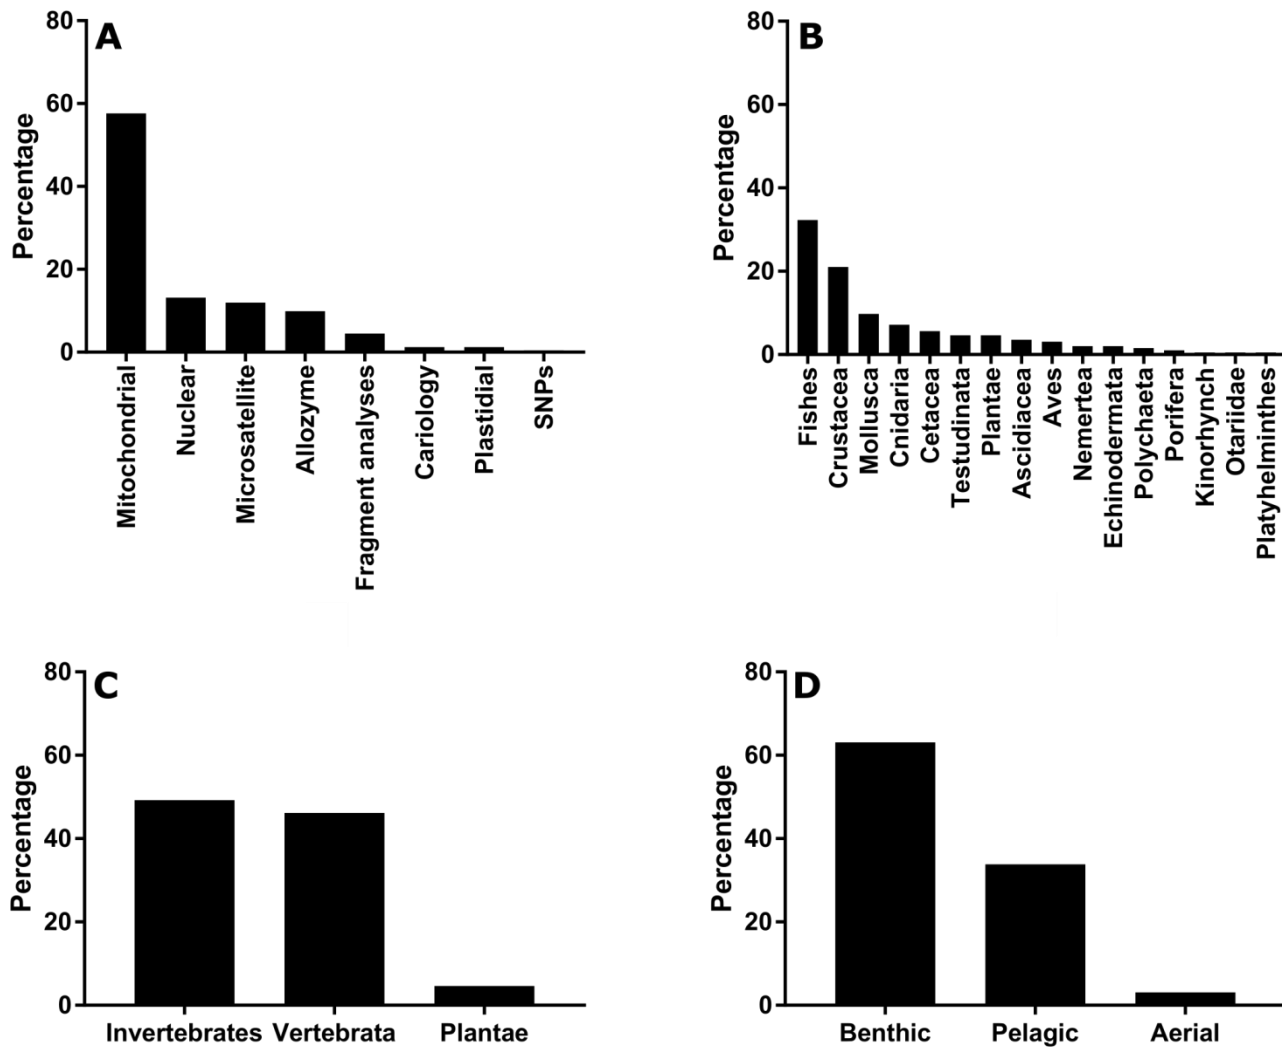 A
Percentage
80
60
40
20
0
Mitochondrial
Nuclear
Microsatellite
Allozyme
Fragment analyses
Cariology
Plastidial
SNPs
B
Percentage
80
60
40
20
0
Fishes
Crustacea
Mollusca
Cnidaria
Cetacea
Testudinata
Plantae
Ascidiacea
Aves
Nemertea
Echinodermata
Polychaeta
Porifera
Kinorhynch
Otariidae
Platyhelminthes
C
Percentage
80
60
40
20
0
Invertebrates Vertebrata Plantae
D
Percentage
80
60
40
20
0
Benthic Pelagic Aerial